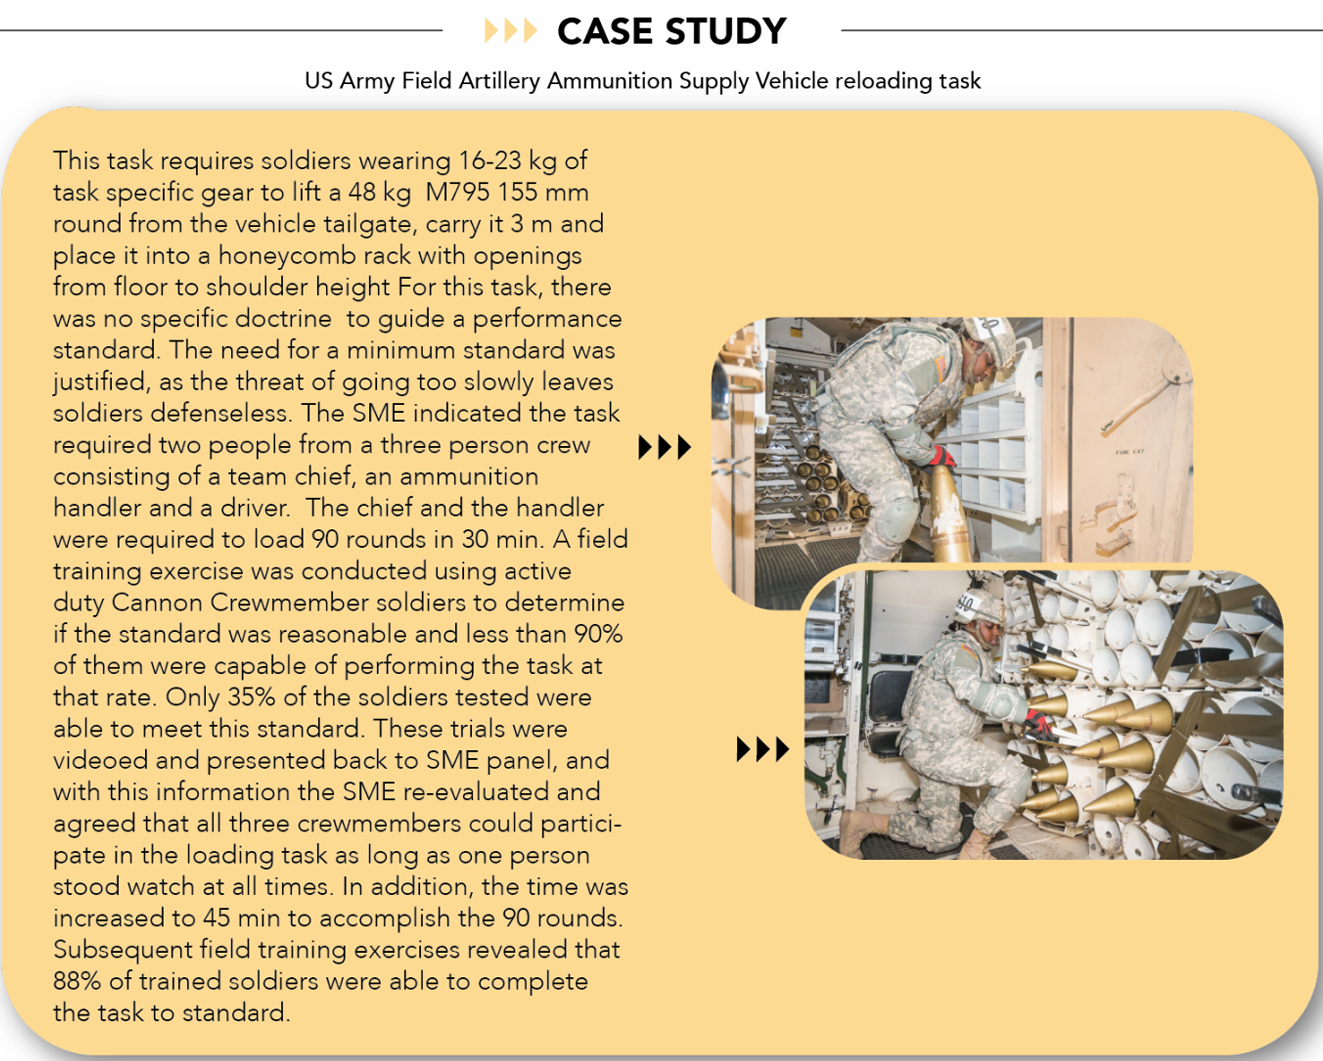 CASE STUDY
US Army Field Artillery Ammunition Supply Vehicle reloading task
This task requires soldiers wearing 16-23 kg of
task specific gear to lift a 48 kg  M795 155 mm
round from the vehicle tailgate, carry it 3 m and
place it into a honeycomb rack with openings
from floor to shoulder height For this task, there
was no specific doctrine  to guide a performance
standard. The need for a minimum standard was
justified, as the threat of going too slowly leaves
soldiers defenseless. The SME indicated the task
required two people from a three person crew
consisting of a team chief, an ammunition
handler and a driver.  The chief and the handler
were required to load 90 rounds in 30 min. A field
training exercise was conducted using active
duty Cannon Crewmember soldiers to determine
if the standard was reasonable and less than 90%
of them were capable of performing the task at
that rate. Only 35% of the soldiers tested were
able to meet this standard. These trials were
videoed and presented back to SME panel, and
with this information the SME re-evaluated and
agreed that all three crewmembers could partici-
pate in the loading task as long as one person
stood watch at all times. In addition, the time was
increased to 45 min to accomplish the 90 rounds.
Subsequent field training exercises revealed that
88% of trained soldiers were able to complete
the task to standard.